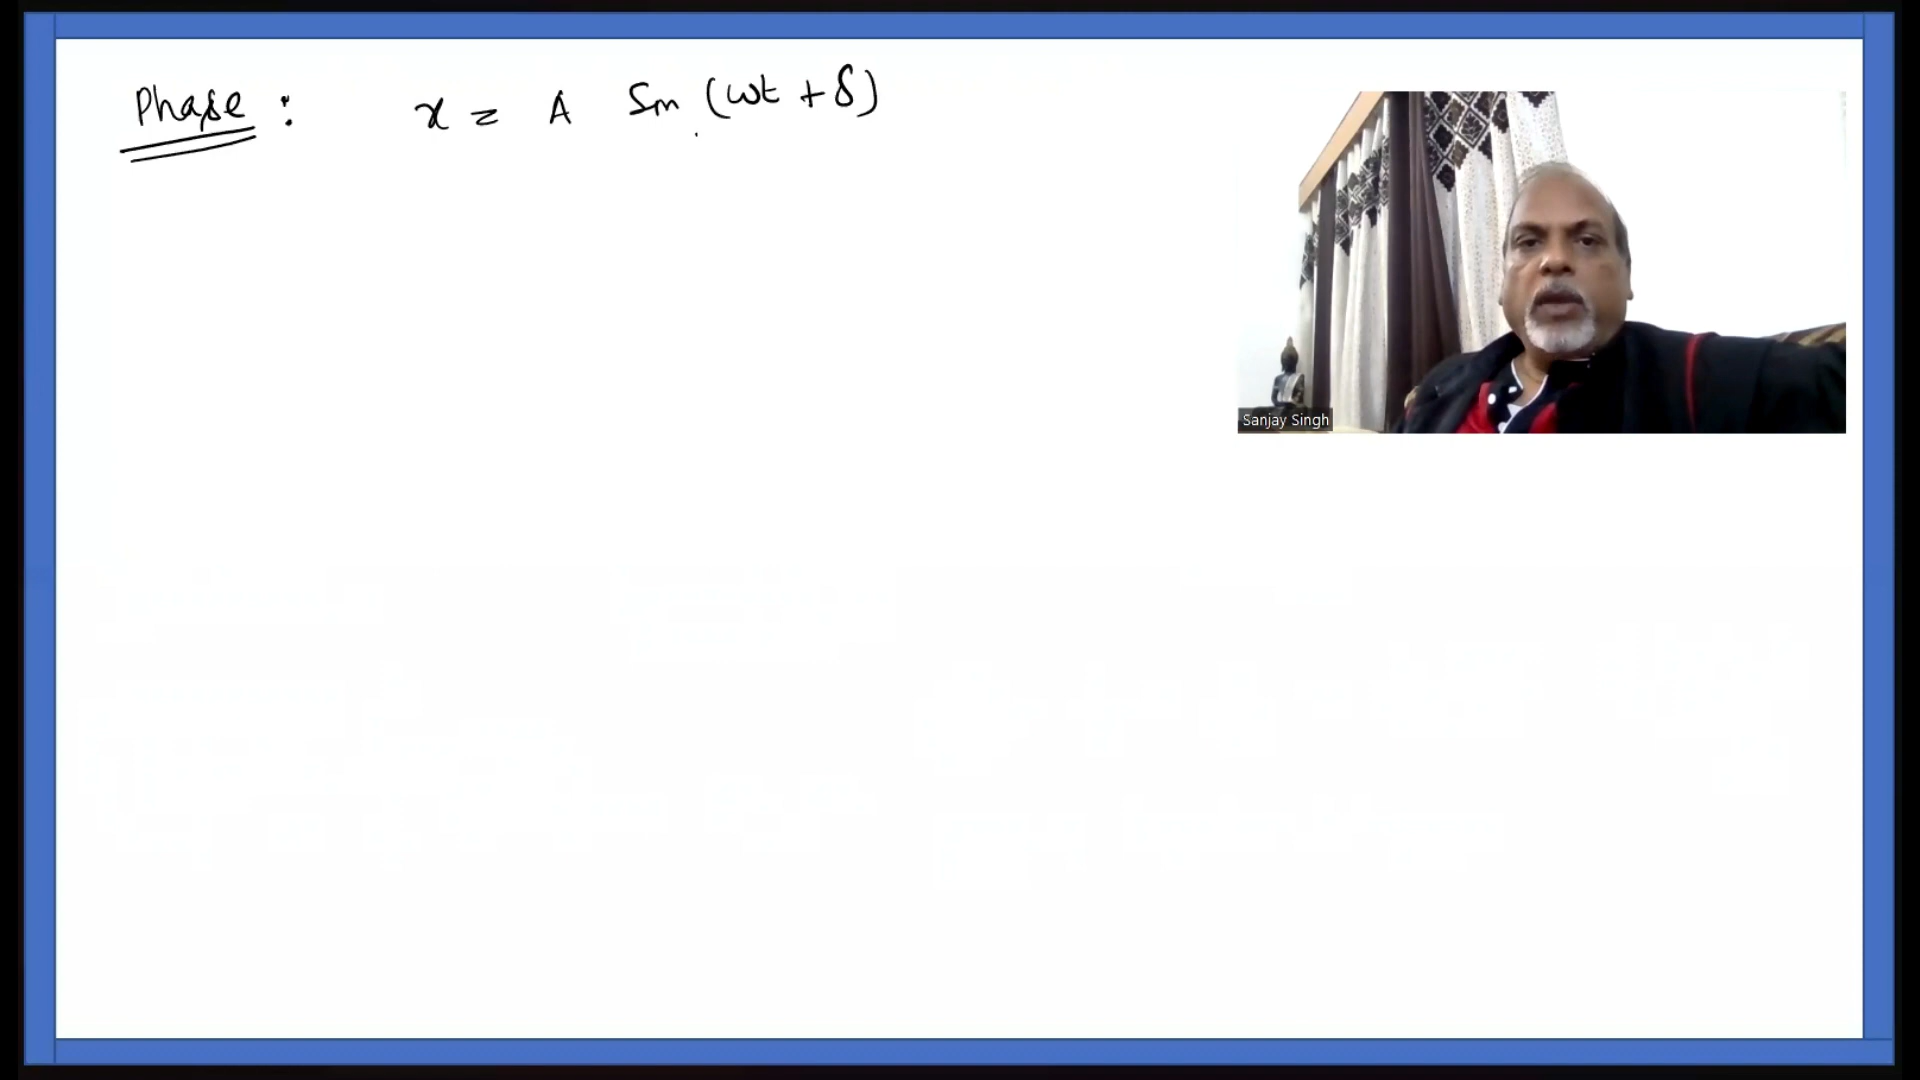 Phase : x = A Sin (ωt + δ)
Sanjay Singh